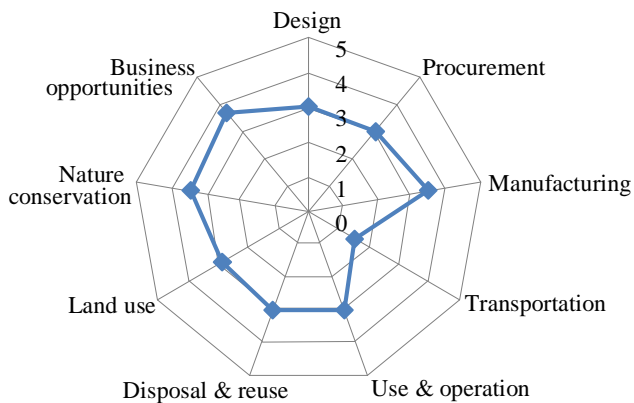 Design
5
Business
opportunities
4
Procurement
3
2
Nature
conservation
1
Manufacturing
0
Land use
Transportation
Disposal & reuse
Use & operation